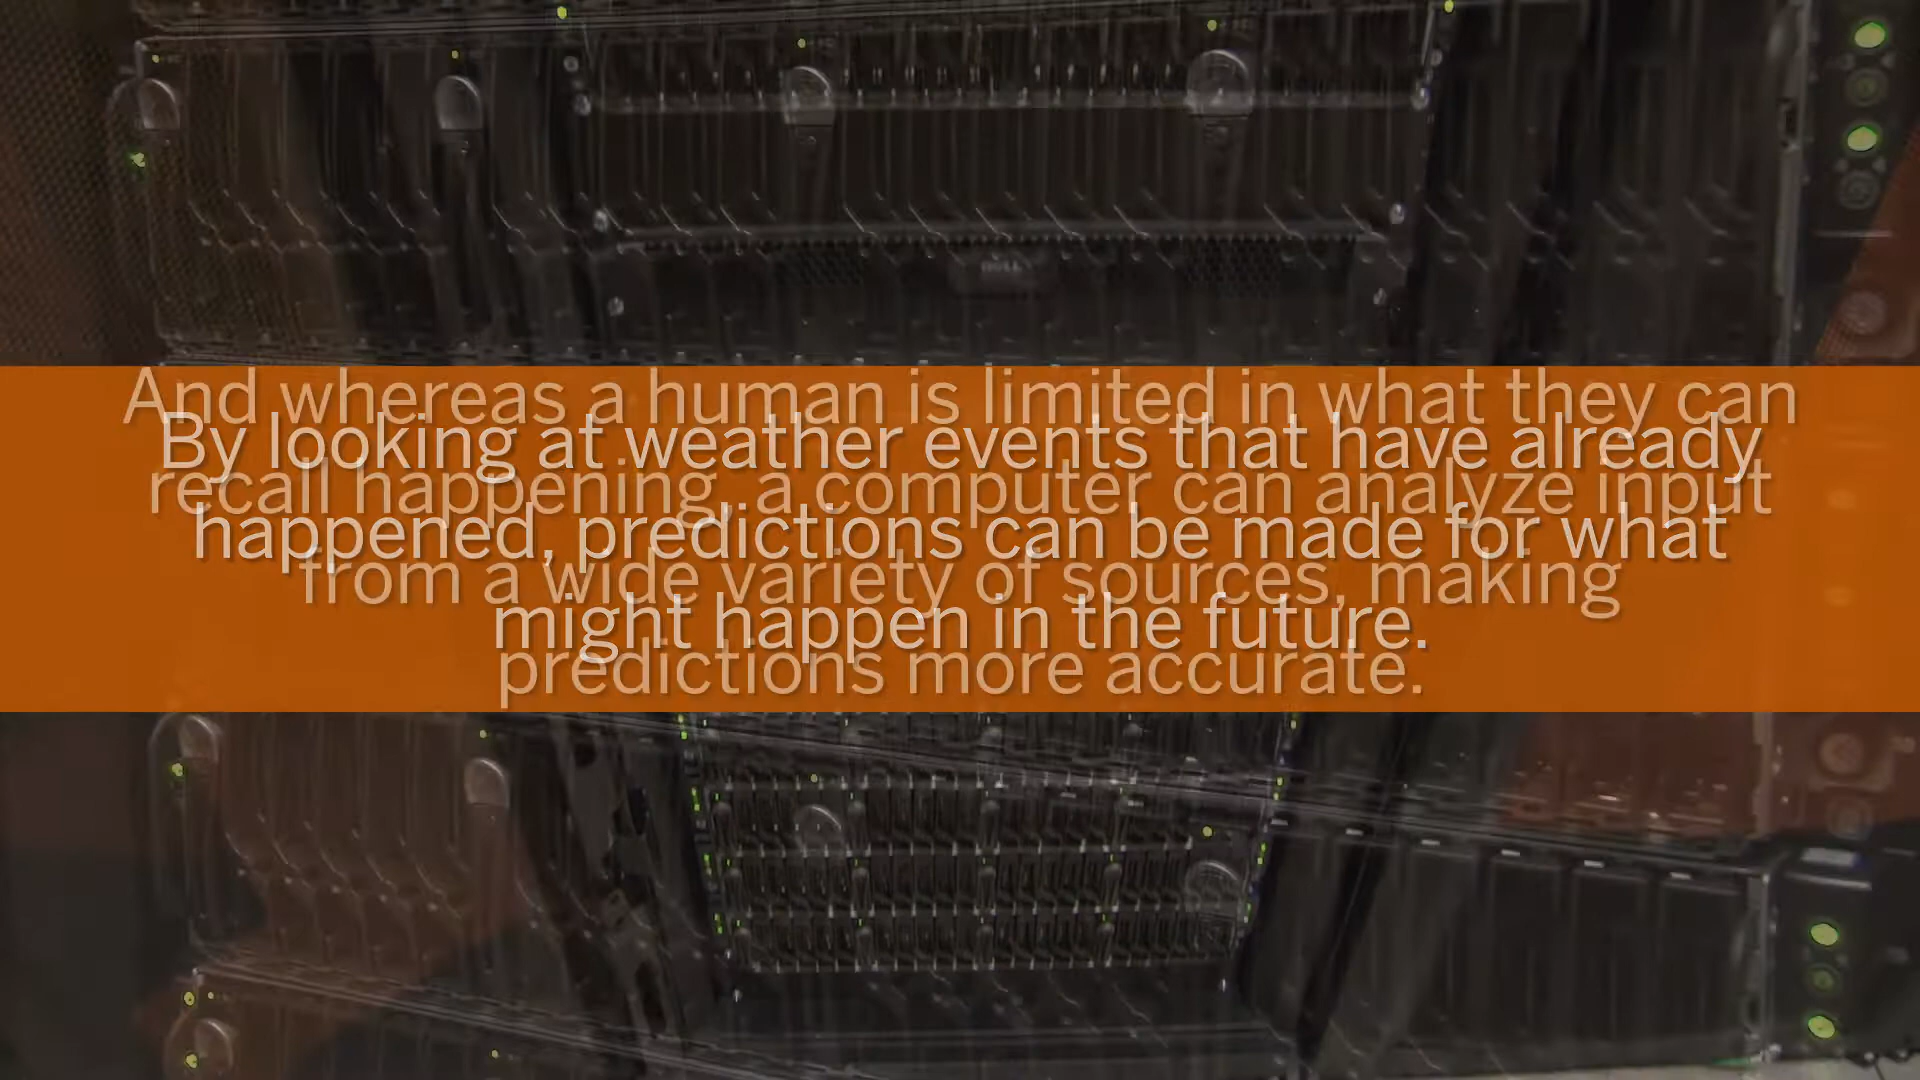 By looking at weather events that have already
happened, predictions can be made for what
might happen in the future.
And whereas a human is limited in what they can
recall happening, a computer can analyze input
from a wide variety of sources, making
predictions more accurate.